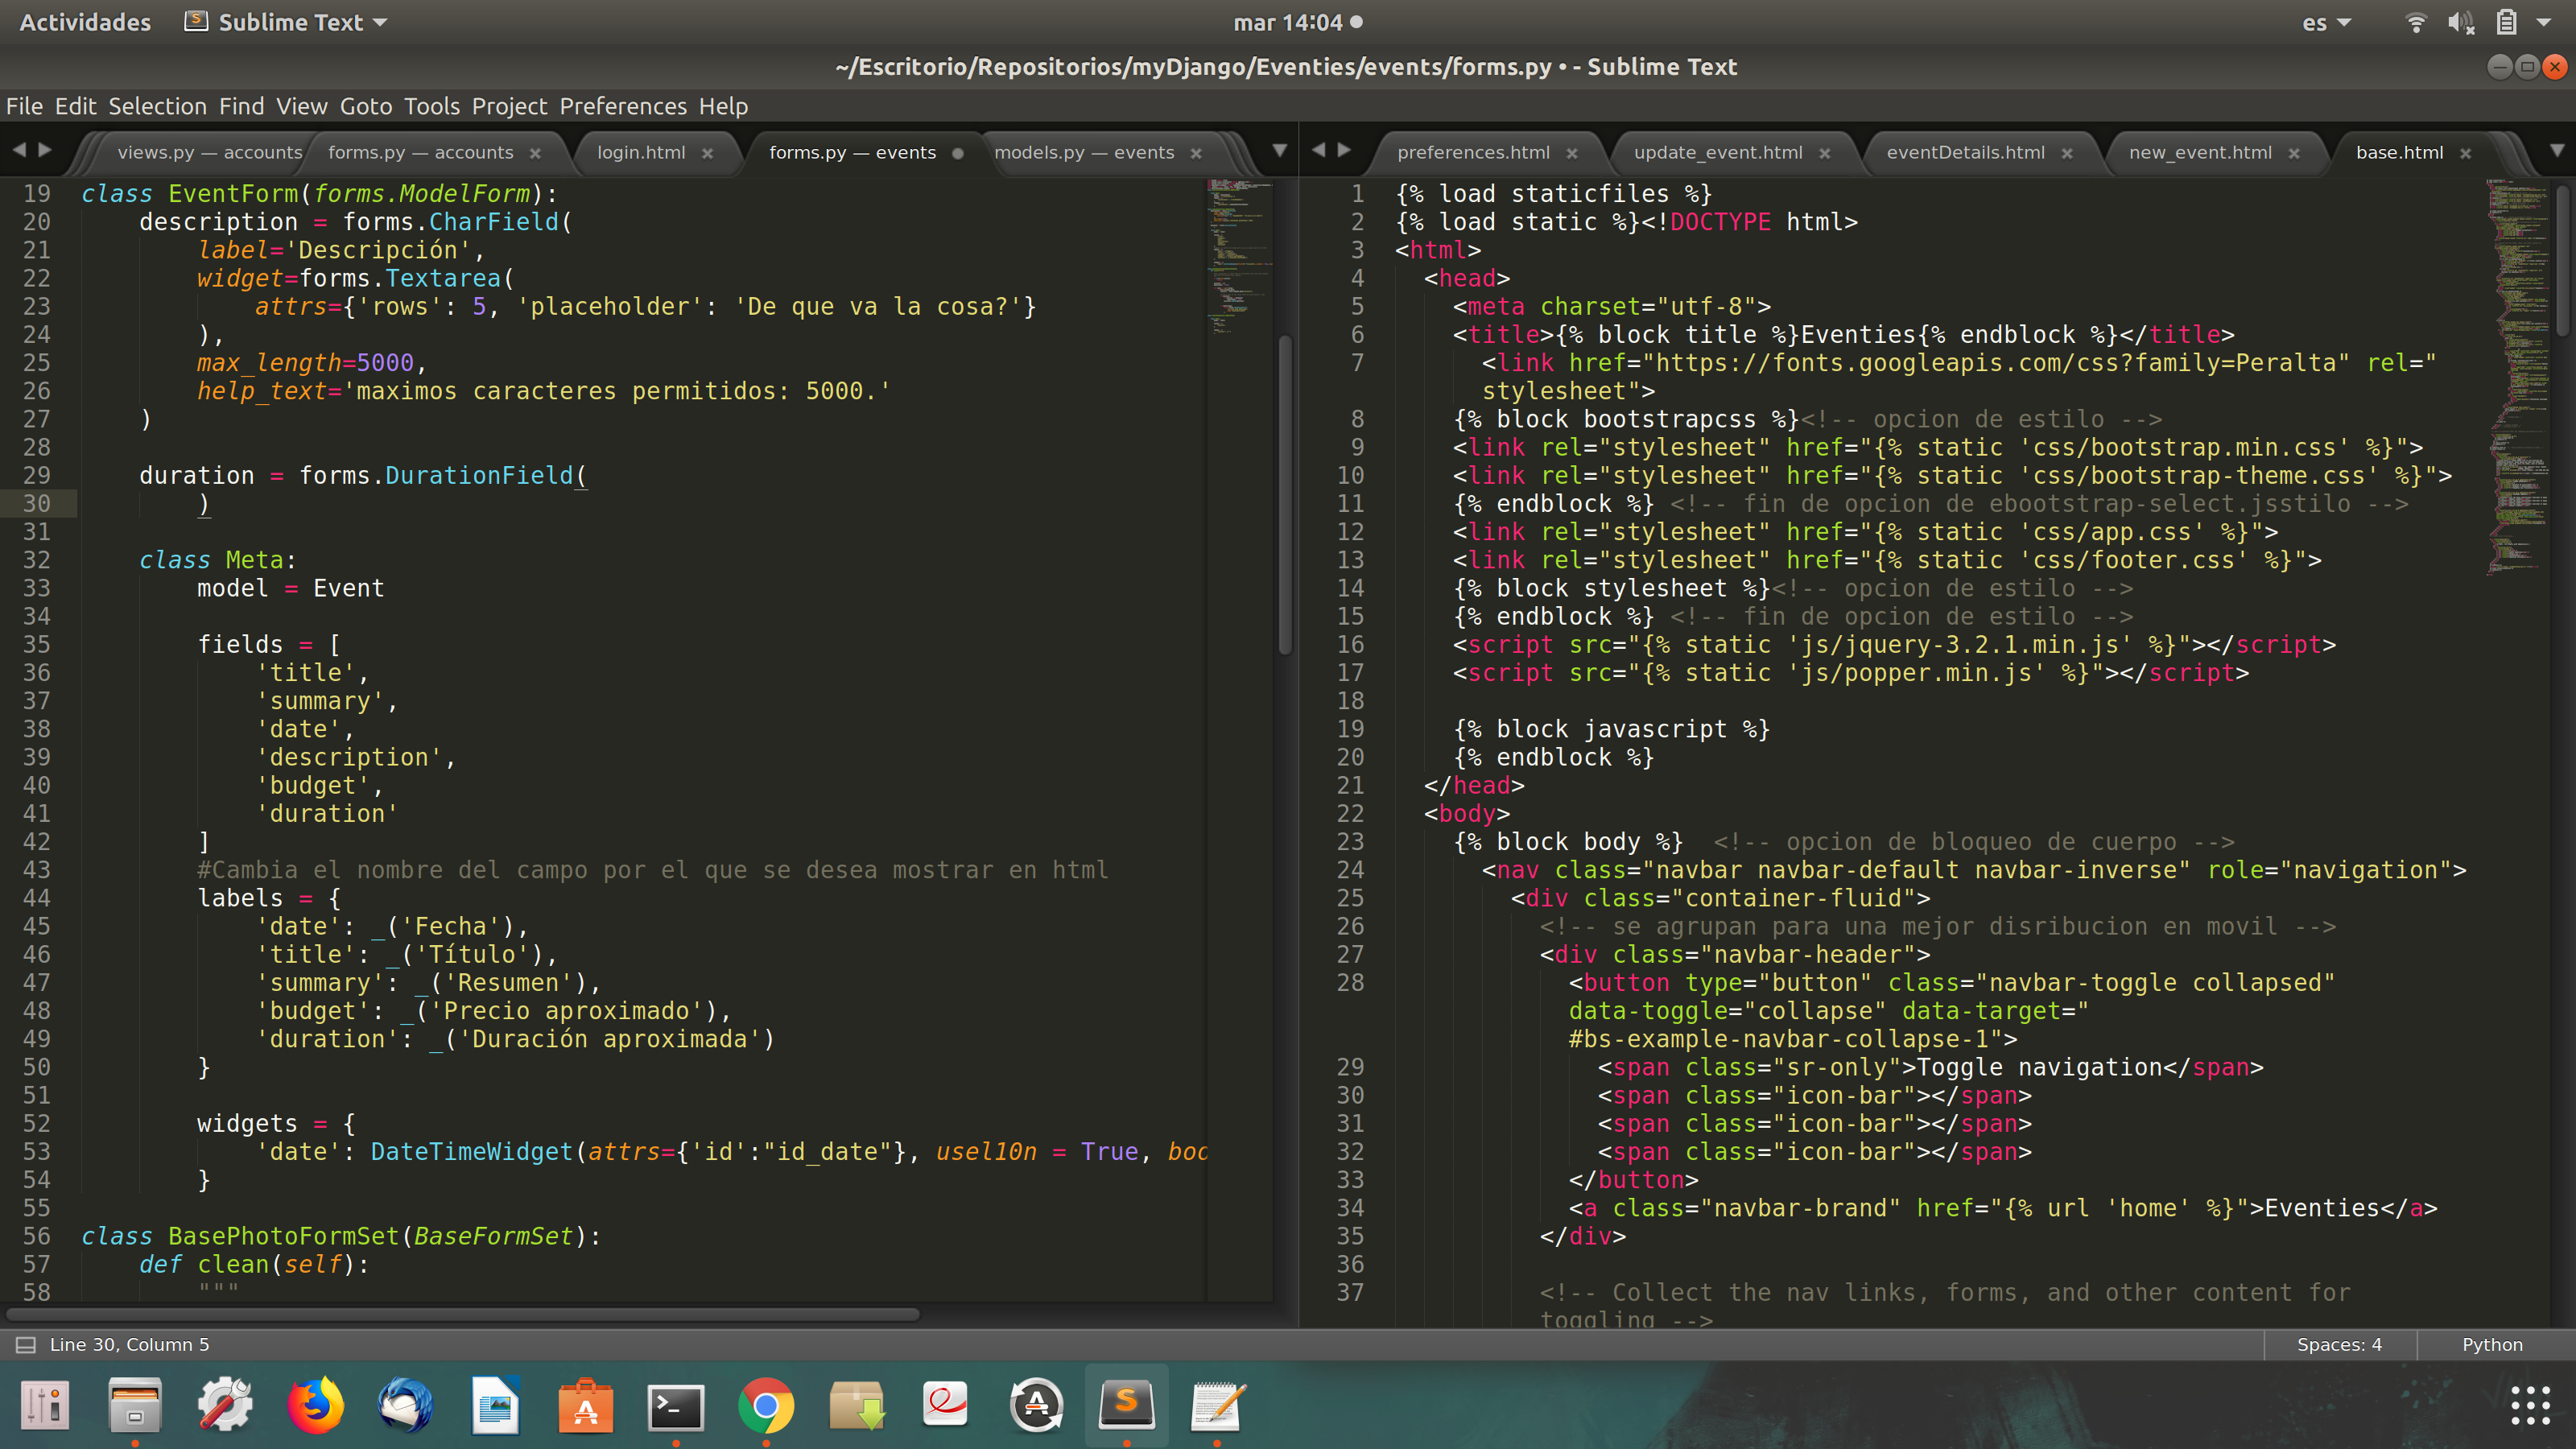 Actividades Sublime Text mar 14:04 es
~/Escritorio/Repositorios/myDjango/Eventies/events/forms.py • - Sublime Text
File Edit Selection Find View Goto Tools Project Preferences Help
views.py — accounts forms.py — accounts login.html forms.py — events models.py — events
19 class EventForm(forms.ModelForm):
20 description = forms.CharField(
21 label='Descripción',
22 widget=forms.Textarea(
23 attrs={'rows': 5, 'placeholder': 'De que va la cosa?'}
24 ),
25 max_length=5000,
26 help_text='maximos caracteres permitidos: 5000.'
27 )
28
29 duration = forms.DurationField(
30 )
31
32 class Meta:
33 model = Event
34
35 fields = [
36 'title',
37 'summary',
38 'date',
39 'description',
40 'budget',
41 'duration'
42 ]
43 #Cambia el nombre del campo por el que se desea mostrar en html
44 labels = {
45 'date': _('Fecha'),
46 'title': _('Título'),
47 'summary': _('Resumen'),
48 'budget': _('Precio aproximado'),
49 'duration': _('Duración aproximada')
50 }
51
52 widgets = {
53 'date': DateTimeWidget(attrs={'id':"id_date"}, usel10n = True, boo
54 }
55
56 class BasePhotoFormSet(BaseFormSet):
57 def clean(self):
58 """
preferences.html update_event.html eventDetails.html new_event.html base.html
1 {% load staticfiles %}
2 {% load static %}<!DOCTYPE html>
3 <html>
4 <head>
5 <meta charset="utf-8">
6 <title>{% block title %}Eventies{% endblock %}</title>
7 <link href="https://fonts.googleapis.com/css?family=Peralta" rel="
stylesheet">
8 {% block bootstrapcss %}<!-- opcion de estilo -->
9 <link rel="stylesheet" href="{% static 'css/bootstrap.min.css' %}">
10 <link rel="stylesheet" href="{% static 'css/bootstrap-theme.css' %}">
11 {% endblock %} <!-- fin de opcion de ebootstrap-select.jsstilo -->
12 <link rel="stylesheet" href="{% static 'css/app.css' %}">
13 <link rel="stylesheet" href="{% static 'css/footer.css' %}">
14 {% block stylesheet %}<!-- opcion de estilo -->
15 {% endblock %} <!-- fin de opcion de estilo -->
16 <script src="{% static 'js/jquery-3.2.1.min.js' %}"></script>
17 <script src="{% static 'js/popper.min.js' %}"></script>
18
19 {% block javascript %}
20 {% endblock %}
21 </head>
22 <body>
23 {% block body %} <!-- opcion de bloqueo de cuerpo -->
24 <nav class="navbar navbar-default navbar-inverse" role="navigation">
25 <div class="container-fluid">
26 <!-- se agrupan para una mejor disribucion en movil -->
27 <div class="navbar-header">
28 <button type="button" class="navbar-toggle collapsed"
data-toggle="collapse" data-target="
#bs-example-navbar-collapse-1">
29 <span class="sr-only">Toggle navigation</span>
30 <span class="icon-bar"></span>
31 <span class="icon-bar"></span>
32 <span class="icon-bar"></span>
33 </button>
34 <a class="navbar-brand" href="{% url 'home' %}">Eventies</a>
35 </div>
36
37 <!-- Collect the nav links, forms, and other content for
toggling -->
Line 30, Column 5 Spaces: 4 Python